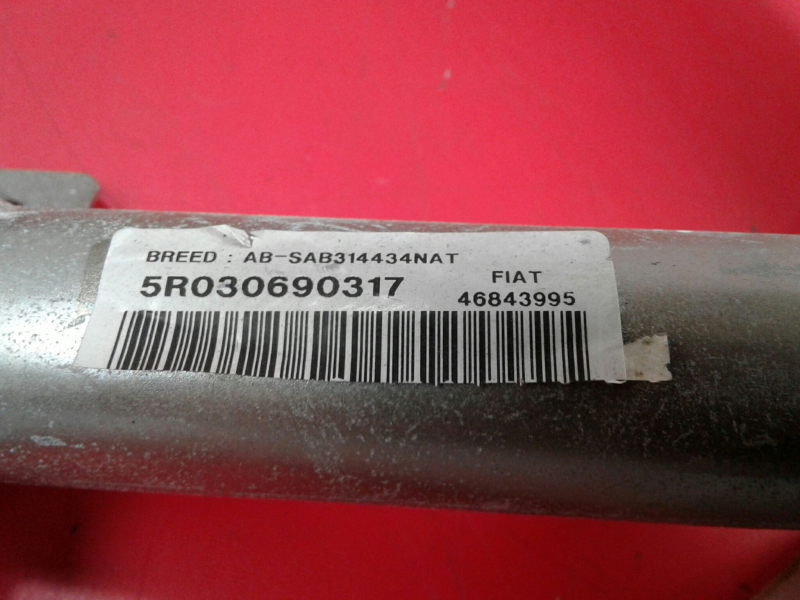 BREED : AB-SAB314434NAT
5R030690317
FIAT
46843995